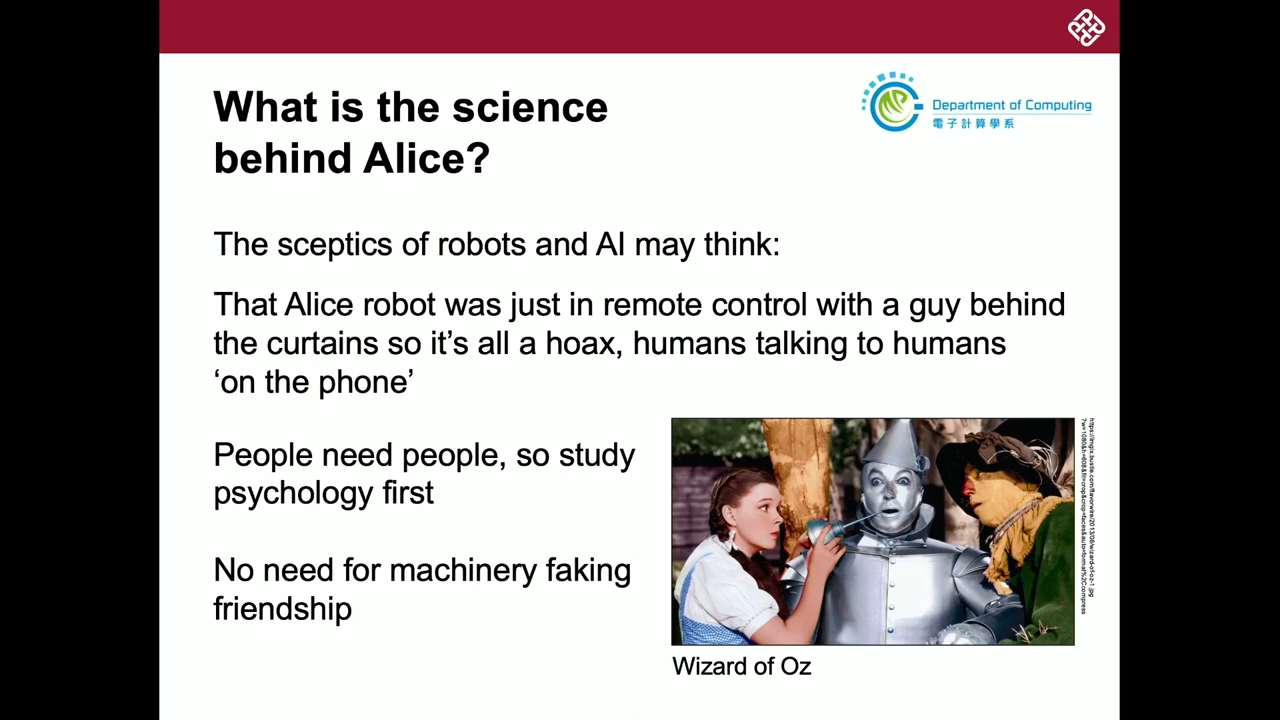 What is the science
behind Alice?
Department of Computing
電子計算學系
The sceptics of robots and AI may think:
That Alice robot was just in remote control with a guy behind
the curtains so it’s all a hoax, humans talking to humans
‘on the phone’
People need people, so study
psychology first
No need for machinery faking
friendship
Wizard of Oz